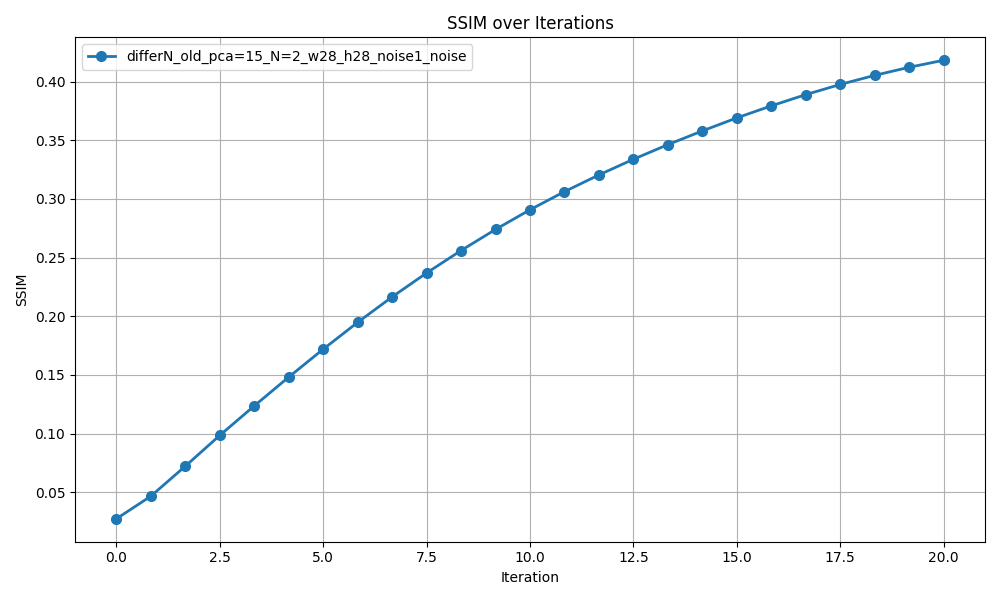 SSIM over Iterations
differN_old_pca=15_N=2_w28_h28_noise1_noise
0.40
0.35
0.30
0.25
0.20
0.15
0.10
0.05
SSIM
0.0 2.5 5.0 7.5 10.0 12.5 15.0 17.5 20.0
Iteration